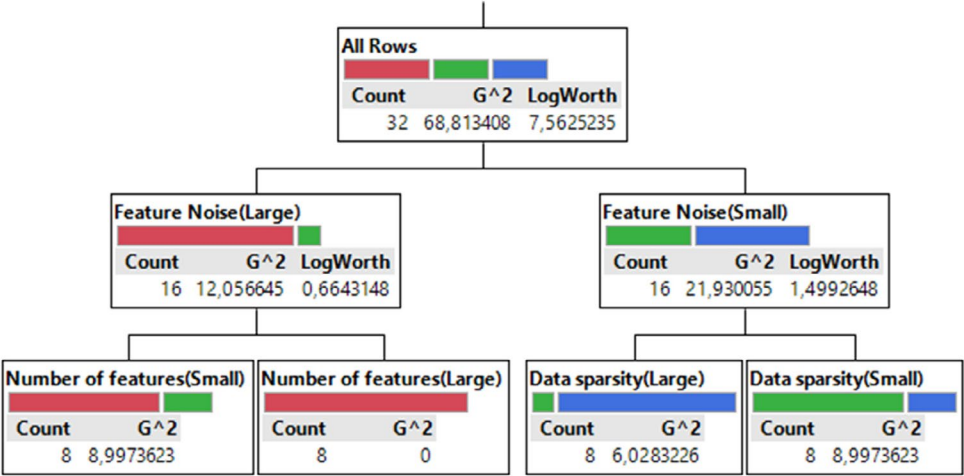 All Rows
Count G^2 LogWorth
32 68,813408 7,5625235
Feature Noise(Large)
Count G^2 LogWorth
16 12,056645 0,6643148
Feature Noise(Small)
Count G^2 LogWorth
16 21,930055 1,4992648
Number of features(Small)
Count G^2
8 8,9973623
Number of features(Large)
Count G^2
8 0
Data sparsity(Large)
Count G^2
8 6,0283226
Data sparsity(Small)
Count G^2
8 8,9973623